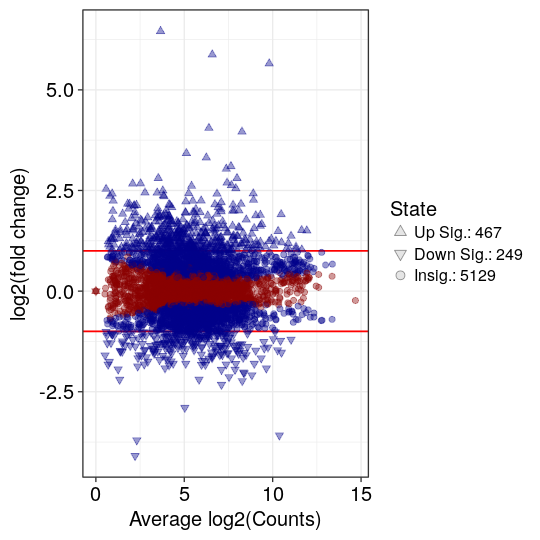 5.0
2.5
0.0
-2.5
log2(fold change)
0 5 10 15
Average log2(Counts)
State
Up Sig.: 467
Down Sig.: 249
Insig.: 5129